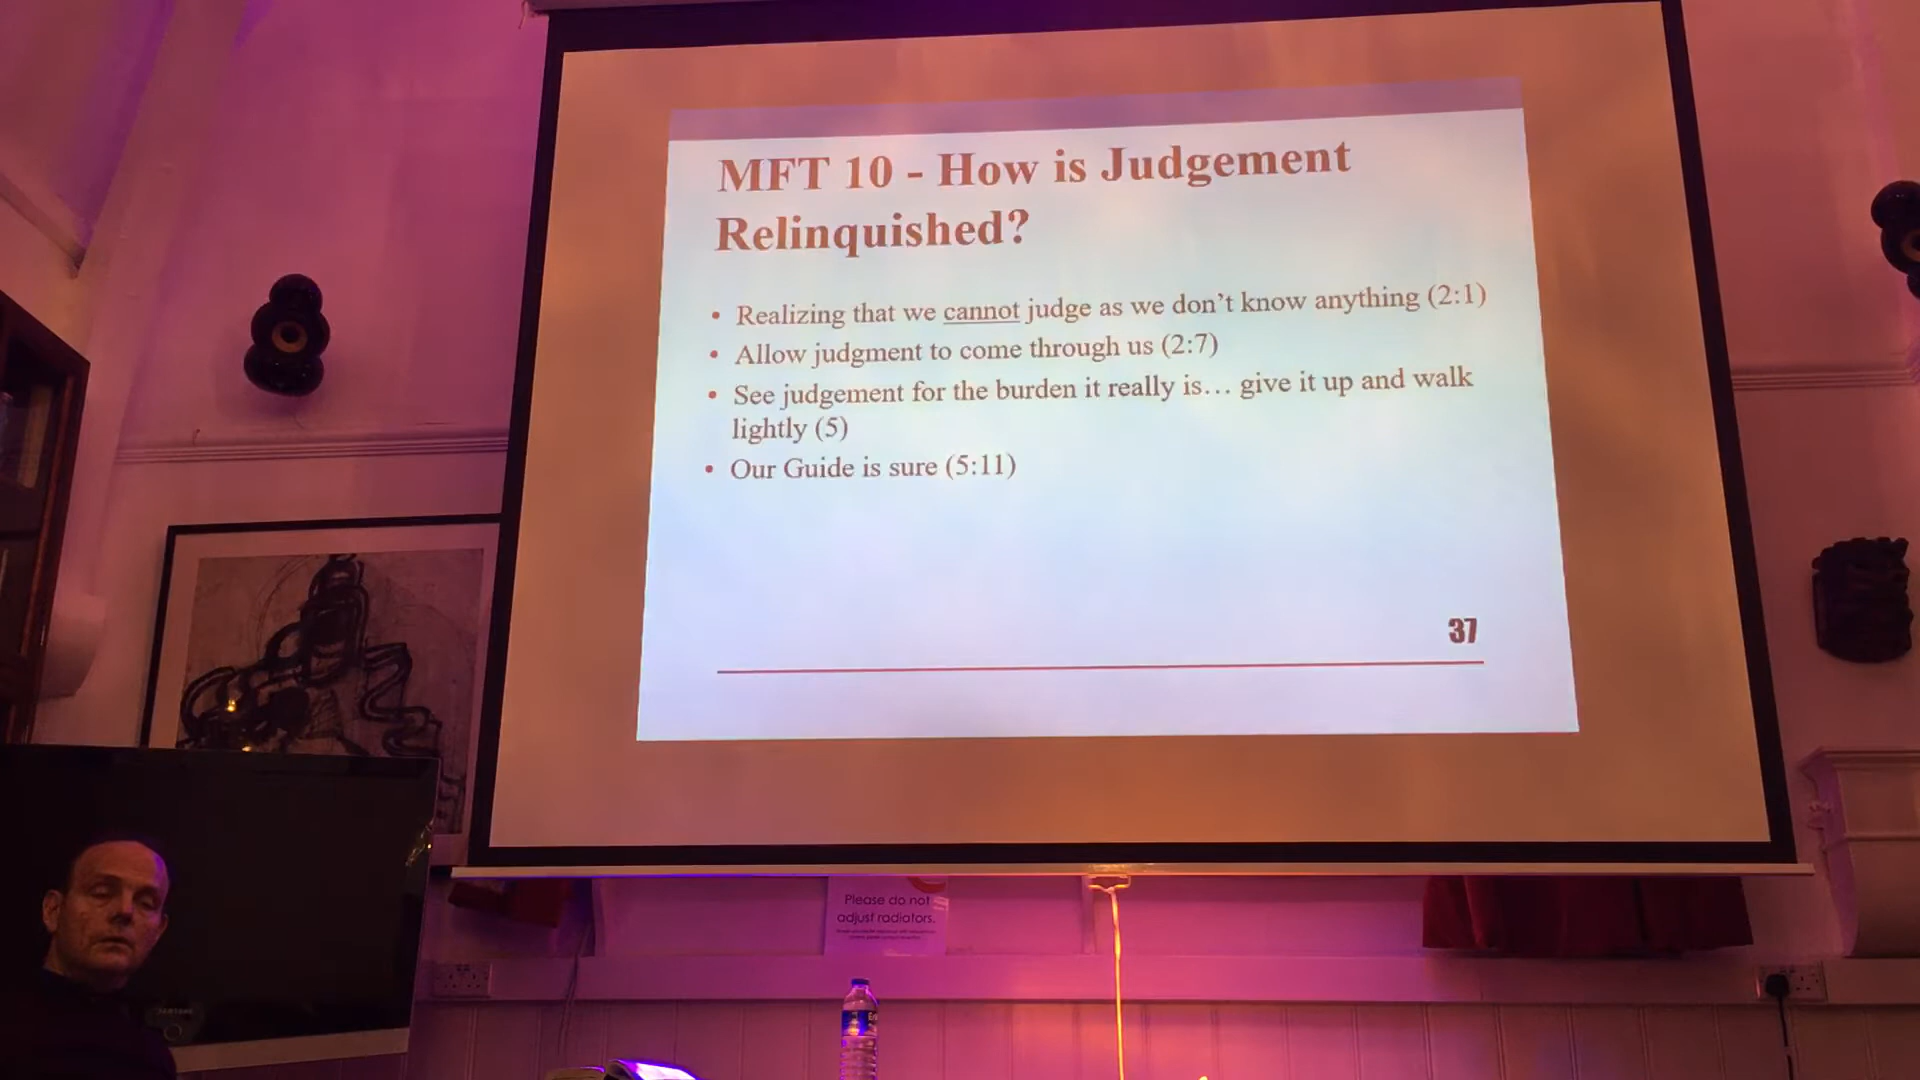 MFT 10 - How is Judgement
Relinquished?
• Realizing that we cannot judge as we don't know anything (2:1)
• Allow judgment to come through us (2:7)
• See judgement for the burden it really is... give it up and walk
lightly (5)
• Our Guide is sure (5:11)
37
Please do not
adjust radiators.
SAMSUNG